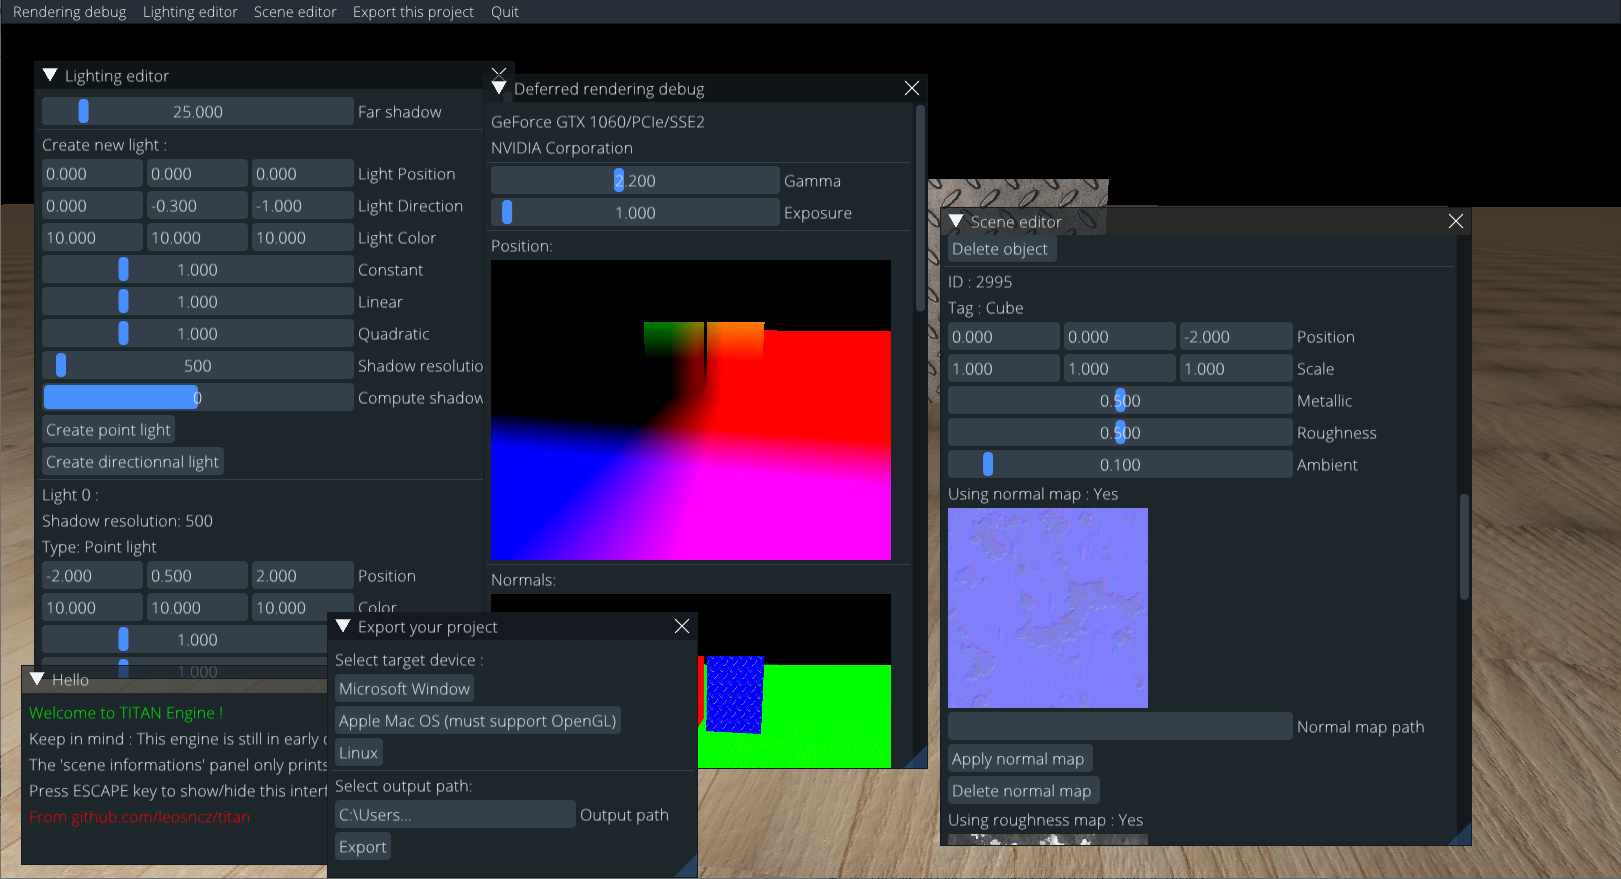 Rendering debug Lighting editor Scene editor Export this project Quit
Lighting editor
25.000 Far shadow
Create new light :
0.000 0.000 0.000 Light Position
0.000 -0.300 -1.000 Light Direction
10.000 10.000 10.000 Light Color
1.000 Constant
1.000 Linear
1.000 Quadratic
500 Shadow resolutio
0 Compute shadow
Create point light
Create directionnal light
Light 0 :
Shadow resolution: 500
Type: Point light
-2.000 0.500 2.000 Position
10.000 10.000 10.000 Color
1.000
1.000
Hello
Welcome to TITAN Engine !
Keep in mind : This engine is still in early
The 'scene informations' panel only prints
Press ESCAPE key to show/hide this interf
From github.com/leosncz/titan
Deferred rendering debug
GeForce GTX 1060/PCIe/SSE2
NVIDIA Corporation
2.200 Gamma
1.000 Exposure
Position:
Normals:
Export your project
Select target device :
Microsoft Window
Apple Mac OS (must support OpenGL)
Linux
Select output path:
C:\Users... Output path
Export
Scene editor
Delete object
ID : 2995
Tag : Cube
0.000 0.000 -2.000 Position
1.000 1.000 1.000 Scale
0.500 Metallic
0.500 Roughness
0.100 Ambient
Using normal map : Yes
Normal map path
Apply normal map
Delete normal map
Using roughness map : Yes